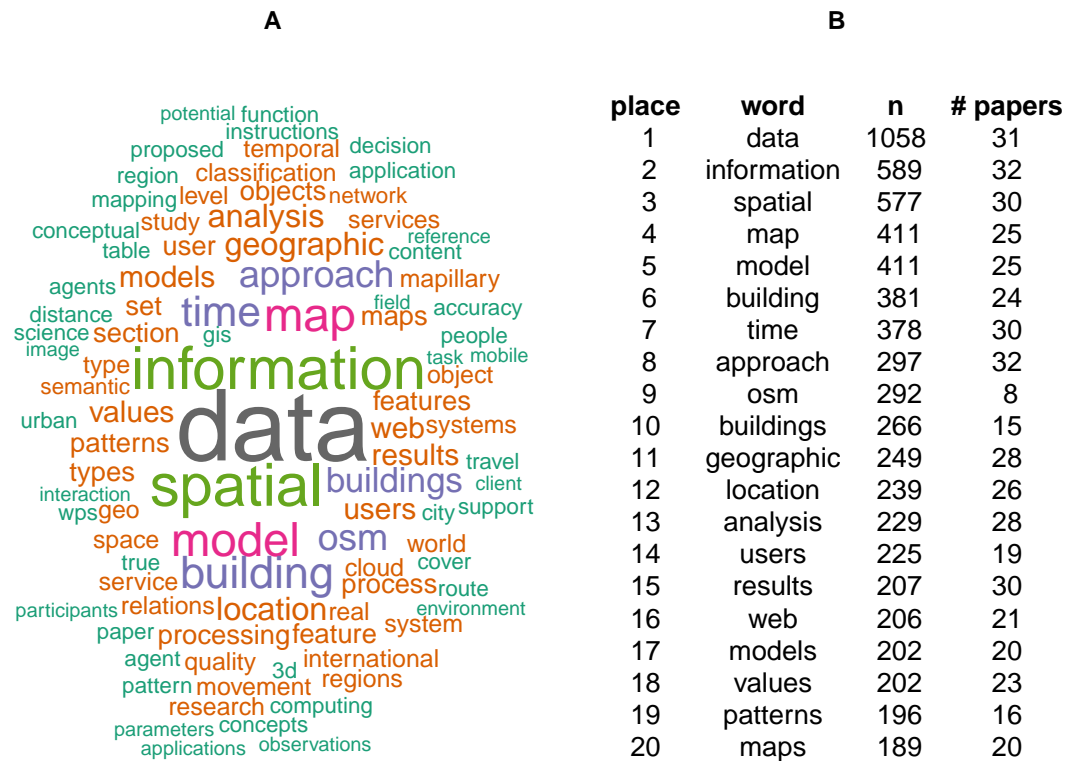 A
potential function
instructions
proposed temporal decision
region classification application
mapping level objects network
study analysis services
conceptual user geographic reference
table content
agents models approach mapillary
distance set time map field maps accuracy
science section gis people
image type information task mobile
semantic object
urban values data features
patterns web systems
types results travel
interaction spatial buildings client
wps geo users city support
space model osm world
true building cloud cover
service process route
participants relations location real environment
paper processing feature system
agent quality 3d international
pattern movement regions
research computing
parameters concepts
applications observations
B
place word n # papers
1 data 1058 31
2 information 589 32
3 spatial 577 30
4 map 411 25
5 model 411 25
6 building 381 24
7 time 378 30
8 approach 297 32
9 osm 292 8
10 buildings 266 15
11 geographic 249 28
12 location 239 26
13 analysis 229 28
14 users 225 19
15 results 207 30
16 web 206 21
17 models 202 20
18 values 202 23
19 patterns 196 16
20 maps 189 20